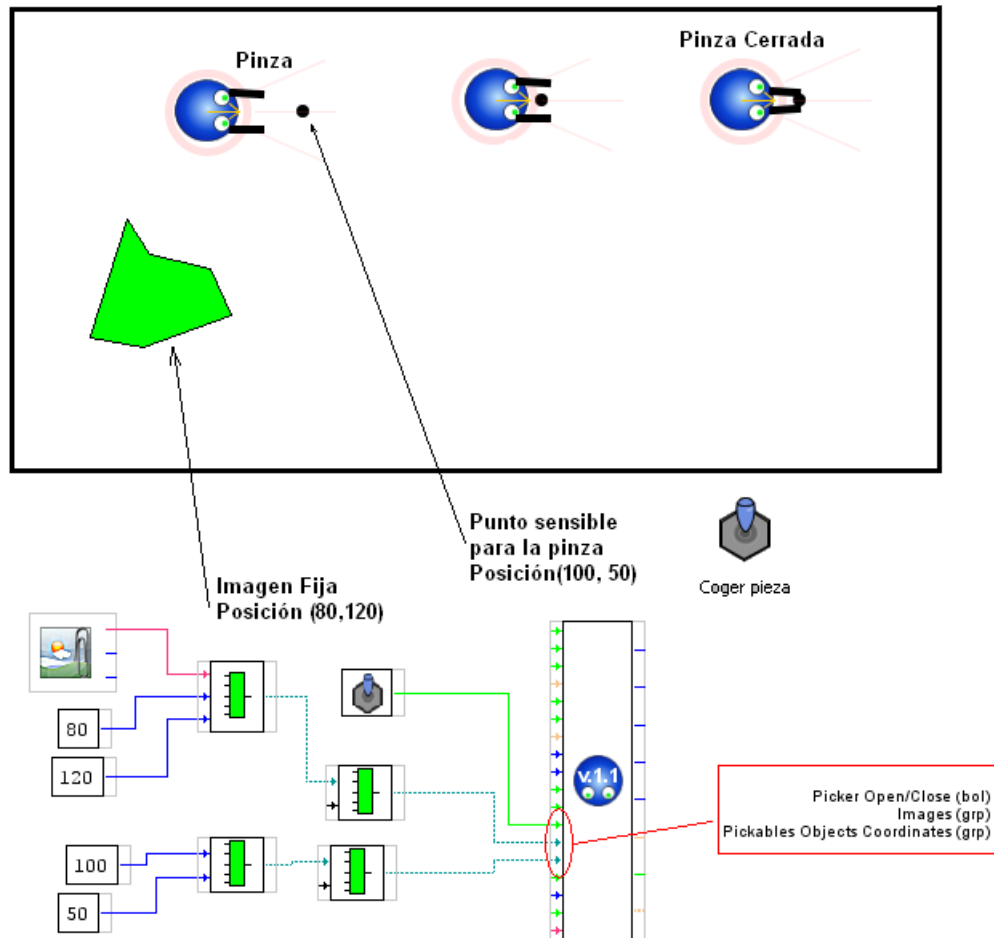 Pinza
Pinza Cerrada
Punto sensible
para la pinza
Posición(100, 50)
Imagen Fija
Posición (80,120)
Coger pieza
80
120
v.1.1
Picker Open/Close (bol)
Images (grp)
Pickables Objects Coordinates (grp)
100
50